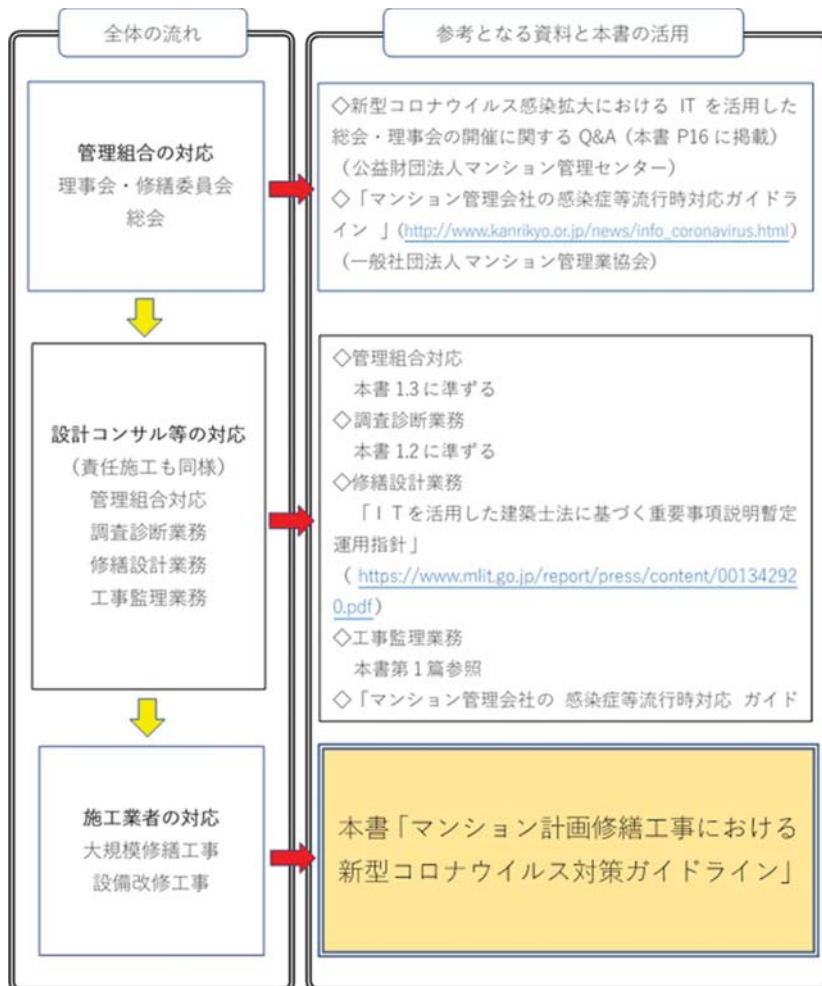 全体の流れ
管理組合の対応
理事会・修繕委員会
総会
設計コンサル等の対応
(責任施工も同様)
管理組合対応
調査診断業務
修繕設計業務
工事監理業務
施工業者の対応
大規模修繕工事
設備改修工事
参考となる資料と本書の活用
◇新型コロナウイルス感染拡大における IT を活用した
総会・理事会の開催に関する Q&A(本書 P16 に掲載)
(公益財団法人マンション管理センター)
◇「マンション管理会社の感染症等流行時対応ガイドラ
イン 」(http://www.kanrikyo.or.jp/news/info_coronavirus.html)
(一般社団法人マンション管理業協会)
◇管理組合対応
本書 1.3 に準ずる
◇調査診断業務
本書 1.2 に準ずる
◇修繕設計業務
「ITを活用した建築士法に基づく重要事項説明暫定
運用指針」
( https://www.mlit.go.jp/report/press/content/00134292
0.pdf)
◇工事監理業務
本書第 1 篇参照
◇「マンション管理会社の 感染症等流行時対応 ガイド
本書「マンション計画修繕工事における
新型コロナウイルス対策ガイドライン」